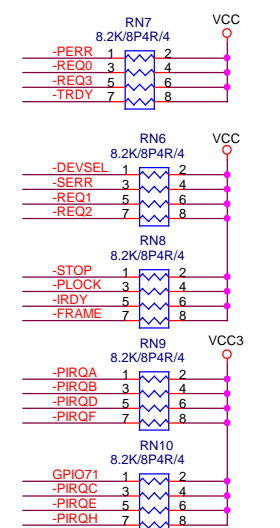 RN7 VCC
8.2K/8P4R/4
-PERR 1 2
-REQ0 3 4
-REQ3 5 6
-TRDY 7 8
RN6 VCC
8.2K/8P4R/4
-DEVSEL 1 2
-SERR 3 4
-REQ1 5 6
-REQ2 7 8
RN8
8.2K/8P4R/4
-STOP 1 2
-PLOCK 3 4
-IRDY 5 6
-FRAME 7 8
RN9 VCC3
8.2K/8P4R/4
-PIRQA 1 2
-PIRQB 3 4
-PIRQD 5 6
-PIRQF 7 8
RN10
8.2K/8P4R/4
GPIO71 1 2
-PIRQC 3 4
-PIRQE 5 6
-PIRQH 7 8